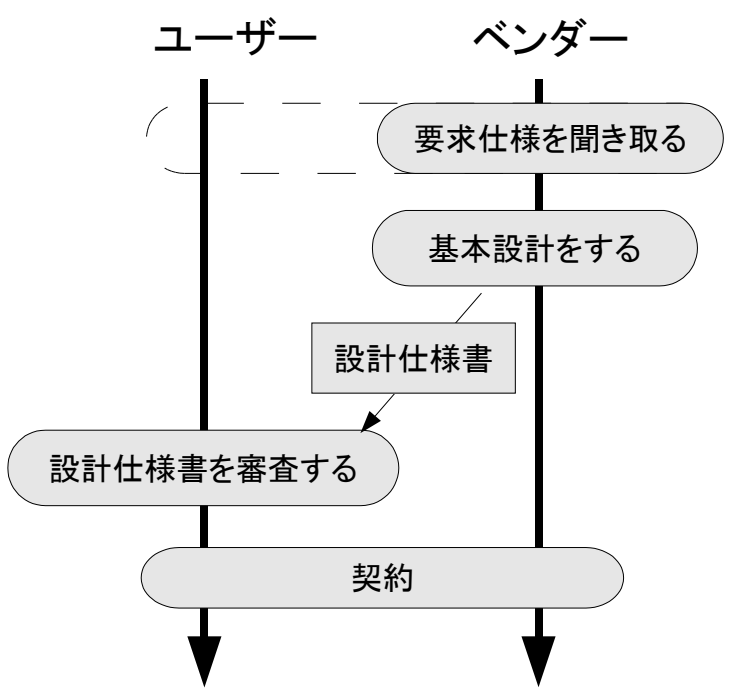 ユーザー
ベンダー
要求仕様を聞き取る
基本設計をする
設計仕様書
設計仕様書を審査する
契約